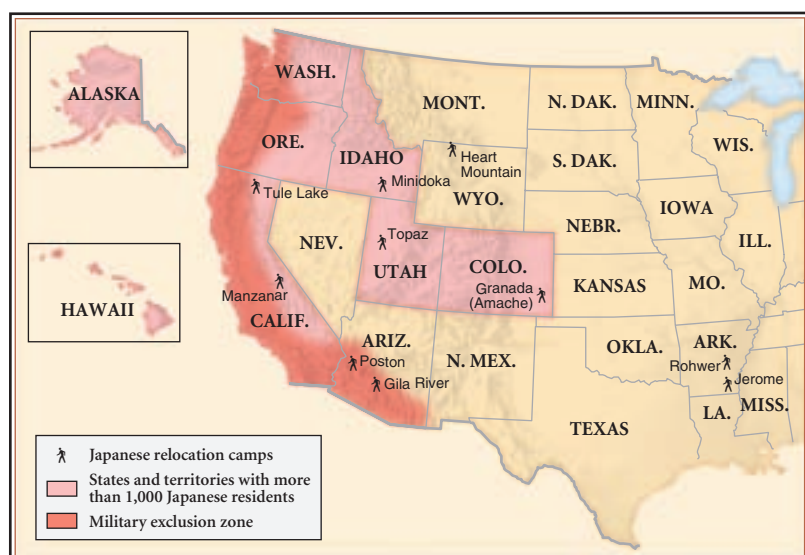 ALASKA
HAWAII
WASH.
ORE.
IDAHO
MONT.
N. DAK.
MINN.
WIS.
S. DAK.
Heart
Mountain
WYO.
Minidoka
Tule Lake
NEV.
Topaz
UTAH
COLO.
Granada
(Amache)
NEBR.
IOWA
ILL.
KANSAS
MO.
Manzanar
CALIF.
ARIZ.
Poston
Gila River
N. MEX.
OKLA.
ARK.
Rohwer
Jerome
TEXAS
LA.
MISS.
Japanese relocation camps
States and territories with more
than 1,000 Japanese residents
Military exclusion zone